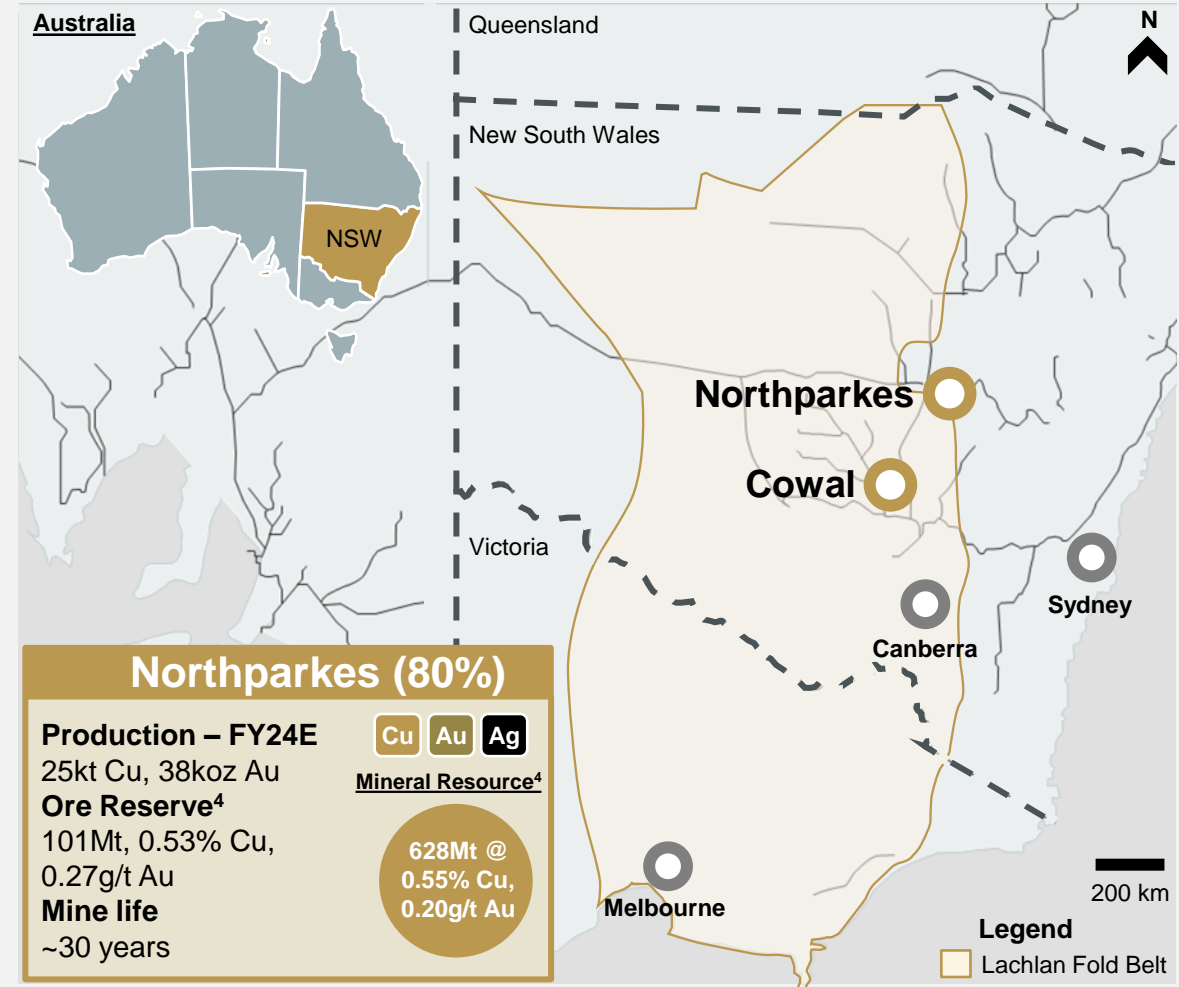 Australia
NSW
Queensland
New South Wales
Victoria
N
Northparkes
Cowal
Sydney
Canberra
Melbourne
Northparkes (80%)
Production – FY24E
25kt Cu, 38koz Au
Ore Reserve⁴
101Mt, 0.53% Cu,
0.27g/t Au
Mine life
~30 years
Cu Au Ag
Mineral Resource⁴
628Mt @
0.55% Cu,
0.20g/t Au
200 km
Legend
Lachlan Fold Belt